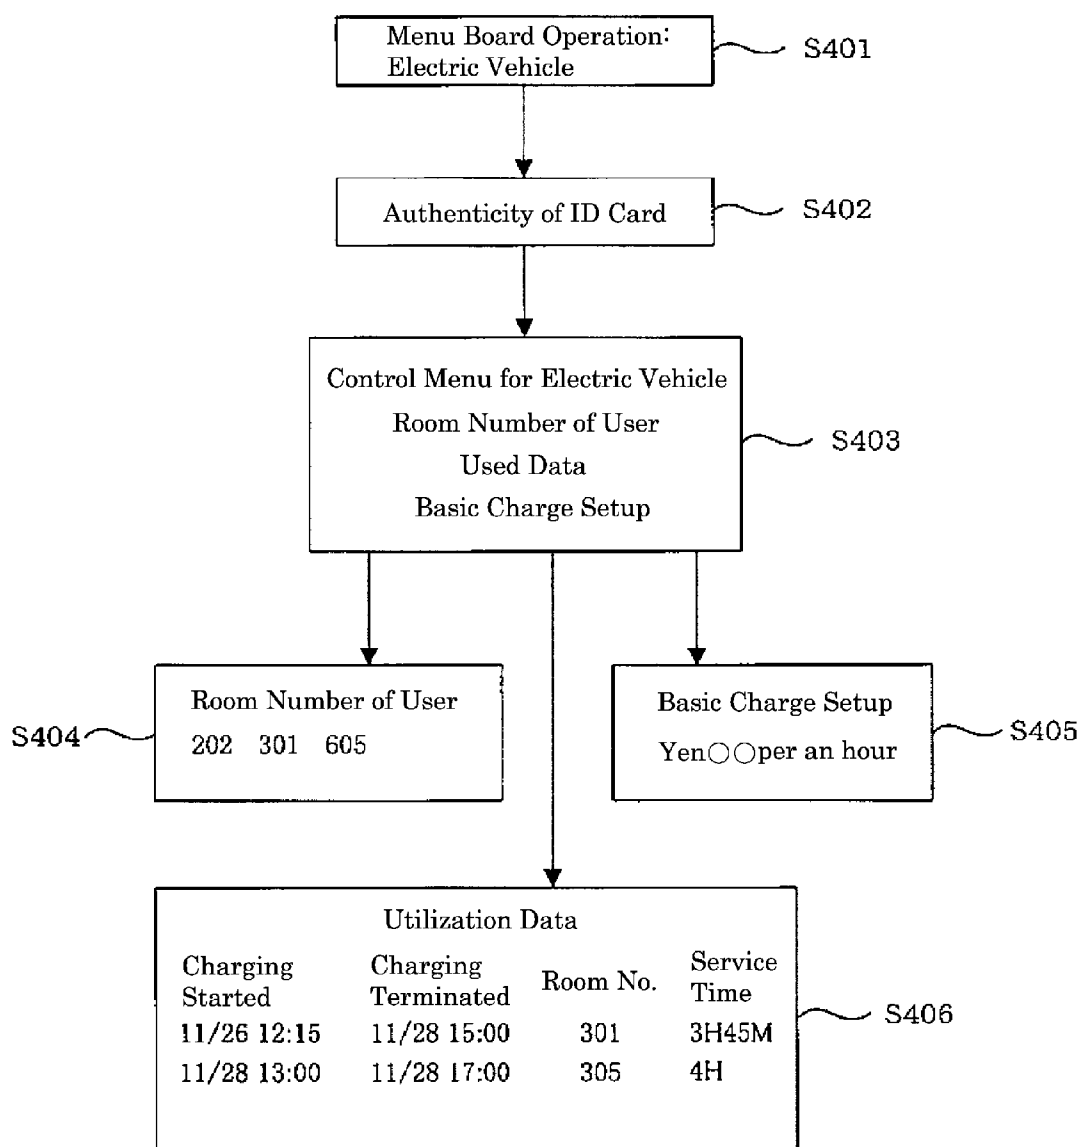 Menu Board Operation:
Electric Vehicle
S401
Authenticity of ID Card
S402
Control Menu for Electric Vehicle
Room Number of User
Used Data
Basic Charge Setup
S403
Room Number of User
202 301 605
S404
Basic Charge Setup
Yen○○per an hour
S405
Utilization Data
Charging Started Charging Terminated Room No. Service Time
11/26 12:15 11/28 15:00 301 3H45M
11/28 13:00 11/28 17:00 305 4H
S406